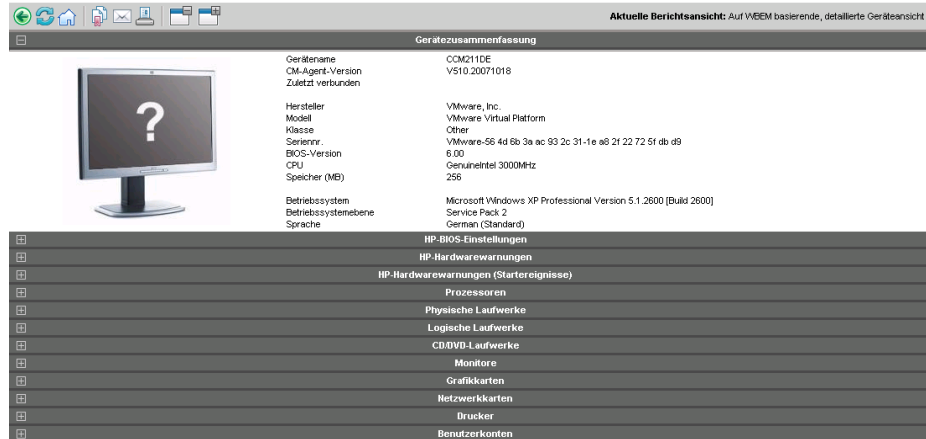 Aktuelle Berichtsansicht: Auf WBEM basierende, detaillierte Geräteansicht
Gerätezusammenfassung
Gerätename CCM211DE
CM-Agent-Version V510.20071018
Zuletzt verbunden
Hersteller VMware, Inc.
Modell VMware Virtual Platform
Klasse Other
Seriennr. VMware-56 4d 6b 3a ac 93 2c 31-1e a8 2f 22 72 5f db d9
BIOS-Version 6.00
CPU GenuineIntel 3000MHz
Speicher (MB) 256
Betriebssystem Microsoft Windows XP Professional Version 5.1.2600 [Build 2600]
Betriebssystemebene Service Pack 2
Sprache German (Standard)
HP-BIOS-Einstellungen
HP-Hardwarewarnungen
HP-Hardwarewarnungen (Startereignisse)
Prozessoren
Physische Laufwerke
Logische Laufwerke
CD/DVD-Laufwerke
Monitore
Grafikkarten
Netzwerkkarten
Drucker
Benutzerkonten